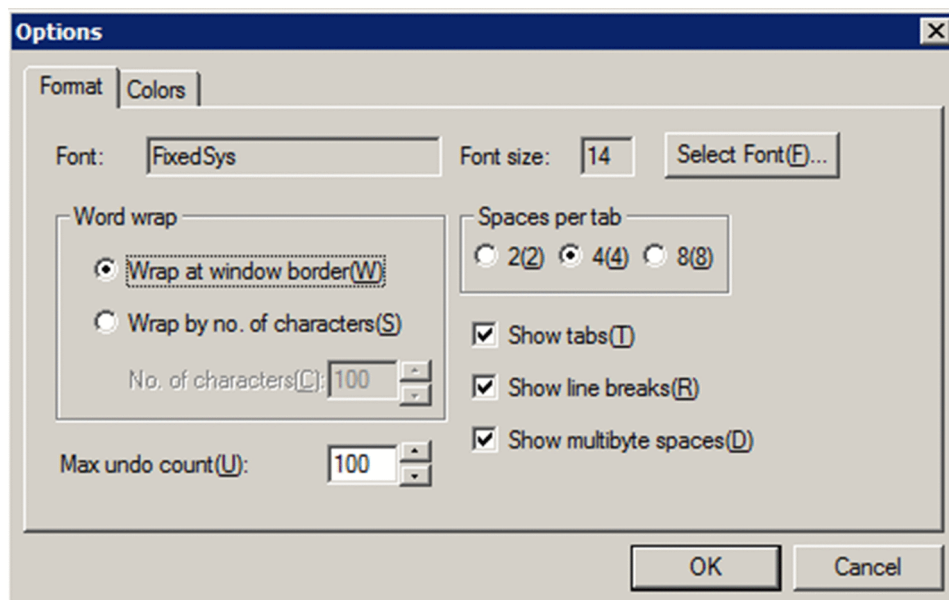 Options
Format Colors
Font: FixedSys Font size: 14 Select Font(F)...
Word wrap
Wrap at window border(W)
Wrap by no. of characters(S)
No. of characters(C): 100
Max undo count(U): 100
Spaces per tab
2(2) 4(4) 8(8)
Show tabs(T)
Show line breaks(R)
Show multibyte spaces(D)
OK Cancel